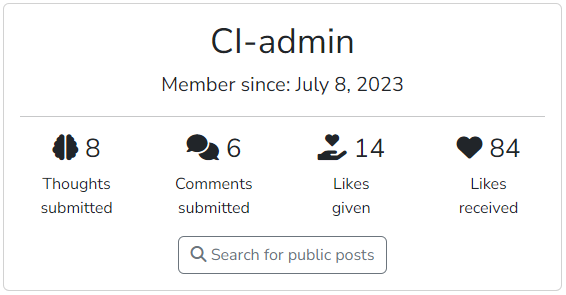 CI-admin
Member since: July 8, 2023
8 6 14 84
Thoughts submitted
Comments submitted
Likes given
Likes received
Search for public posts